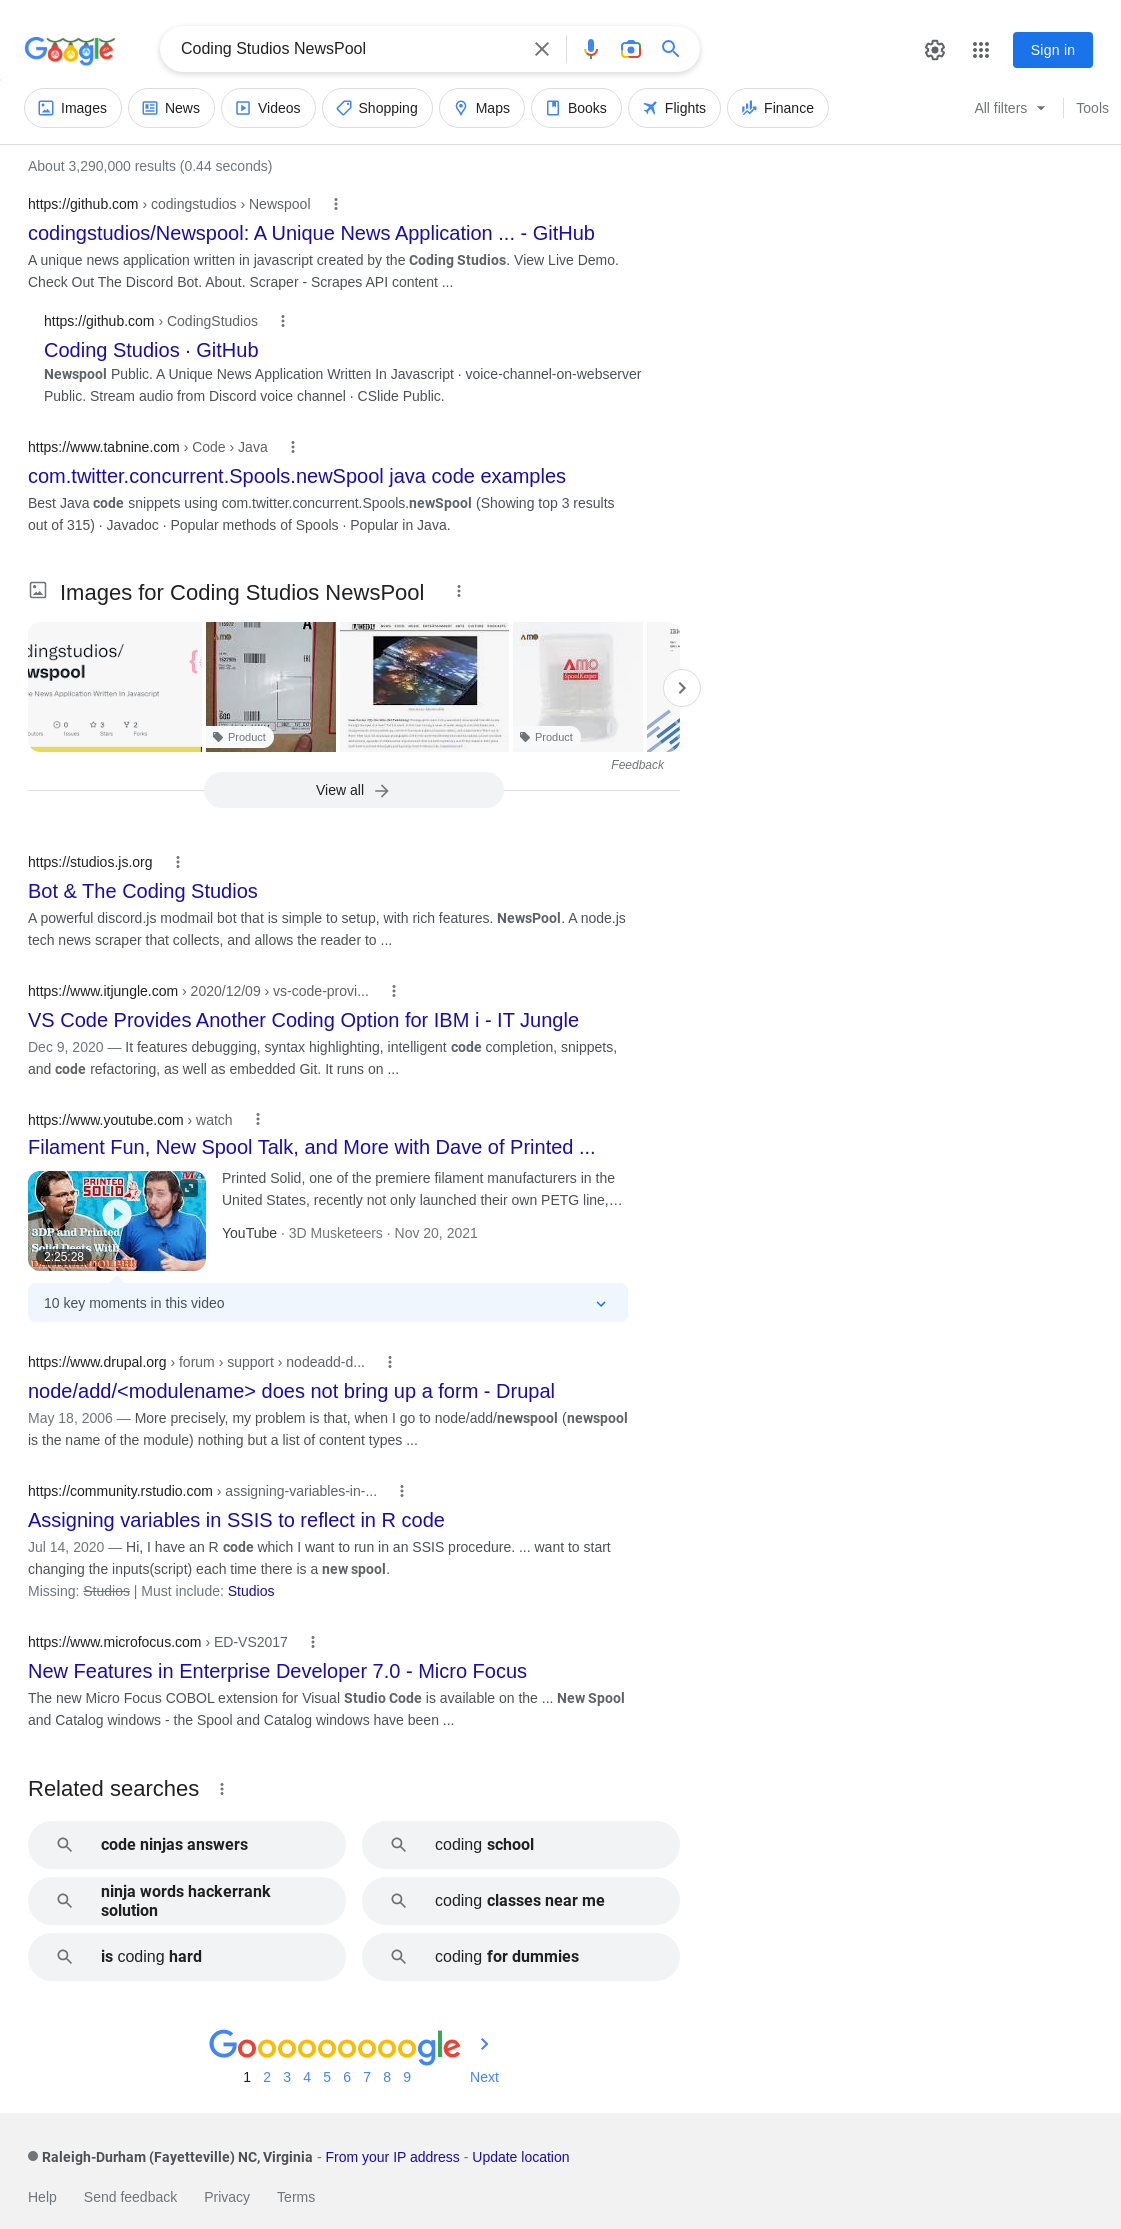 Google
Coding Studios NewsPool
Sign in
Images
News
Videos
Shopping
Maps
Books
Flights
Finance
All filters
Tools
About 3,290,000 results (0.44 seconds)
https://github.com › codingstudios › Newspool
codingstudios/Newspool: A Unique News Application ... - GitHub
A unique news application written in javascript created by the Coding Studios. View Live Demo.
Check Out The Discord Bot. About. Scraper - Scrapes API content ...
https://github.com › CodingStudios
Coding Studios · GitHub
Newspool Public. A Unique News Application Written In Javascript · voice-channel-on-webserver
Public. Stream audio from Discord voice channel · CSlide Public.
https://www.tabnine.com › Code › Java
com.twitter.concurrent.Spools.newSpool java code examples
Best Java code snippets using com.twitter.concurrent.Spools.newSpool (Showing top 3 results
out of 315) · Javadoc · Popular methods of Spools · Popular in Java.
Images for Coding Studios NewsPool
dingstudios/
wspool
e News Application Written In Javascript
0
3
2
Issues
Stars
Forks
Product
AMO
AMO
Product
Feedback
View all
https://studios.js.org
Bot & The Coding Studios
A powerful discord.js modmail bot that is simple to setup, with rich features. NewsPool. A node.js
tech news scraper that collects, and allows the reader to ...
https://www.itjungle.com › 2020/12/09 › vs-code-provi...
VS Code Provides Another Coding Option for IBM i - IT Jungle
Dec 9, 2020 — It features debugging, syntax highlighting, intelligent code completion, snippets,
and code refactoring, as well as embedded Git. It runs on ...
https://www.youtube.com › watch
Filament Fun, New Spool Talk, and More with Dave of Printed ...
PRINTED
SOLID
3DP and Printed
Solid Deets With
2:25:28
Printed Solid, one of the premiere filament manufacturers in the
United States, recently not only launched their own PETG line,…
YouTube · 3D Musketeers · Nov 20, 2021
10 key moments in this video
https://www.drupal.org › forum › support › nodeadd-d...
node/add/<modulename> does not bring up a form - Drupal
May 18, 2006 — More precisely, my problem is that, when I go to node/add/newspool (newspool
is the name of the module) nothing but a list of content types ...
https://community.rstudio.com › assigning-variables-in-...
Assigning variables in SSIS to reflect in R code
Jul 14, 2020 — Hi, I have an R code which I want to run in an SSIS procedure. ... want to start
changing the inputs(script) each time there is a new spool.
Missing: Studios | Must include: Studios
https://www.microfocus.com › ED-VS2017
New Features in Enterprise Developer 7.0 - Micro Focus
The new Micro Focus COBOL extension for Visual Studio Code is available on the ... New Spool
and Catalog windows - the Spool and Catalog windows have been ...
Related searches
code ninjas answers
coding school
ninja words hackerrank
solution
coding classes near me
is coding hard
coding for dummies
Gooooooooogle
1 2 3 4 5 6 7 8 9 Next
Raleigh-Durham (Fayetteville) NC, Virginia - From your IP address - Update location
Help Send feedback Privacy Terms